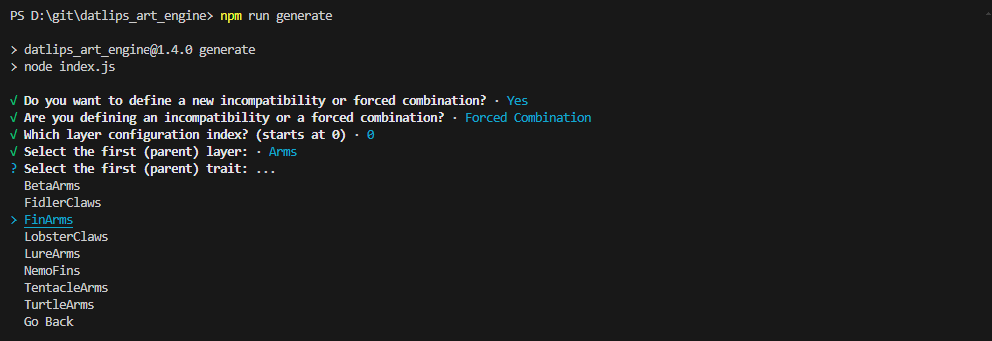 PS D:\git\datlips_art_engine> npm run generate
> datlips_art_engine@1.4.0 generate
> node index.js
√ Do you want to define a new incompatibility or forced combination? · Yes
√ Are you defining an incompatibility or a forced combination? · Forced Combination
√ Which layer configuration index? (starts at 0) · 0
√ Select the first (parent) layer: · Arms
? Select the first (parent) trait: ...
BetaArms
FidlerClaws
> FinArms
LobsterClaws
LureArms
NemoFins
TentacleArms
TurtleArms
Go Back